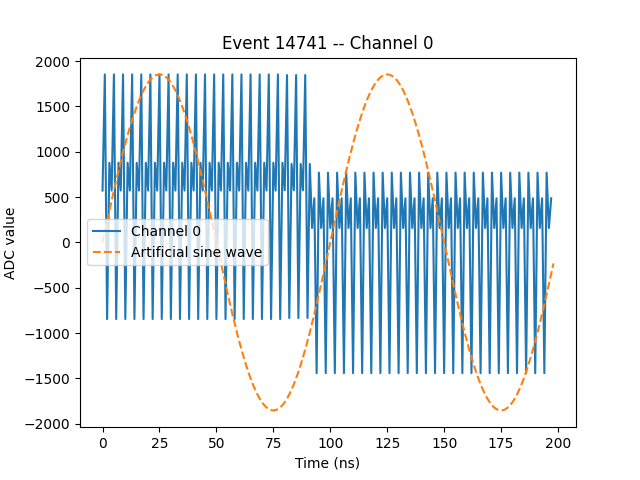 Event 14741 -- Channel 0
2000
1500
1000
500
0
−500
−1000
−1500
−2000
ADC value
Channel 0
Artificial sine wave
0 25 50 75 100 125 150 175 200
Time (ns)